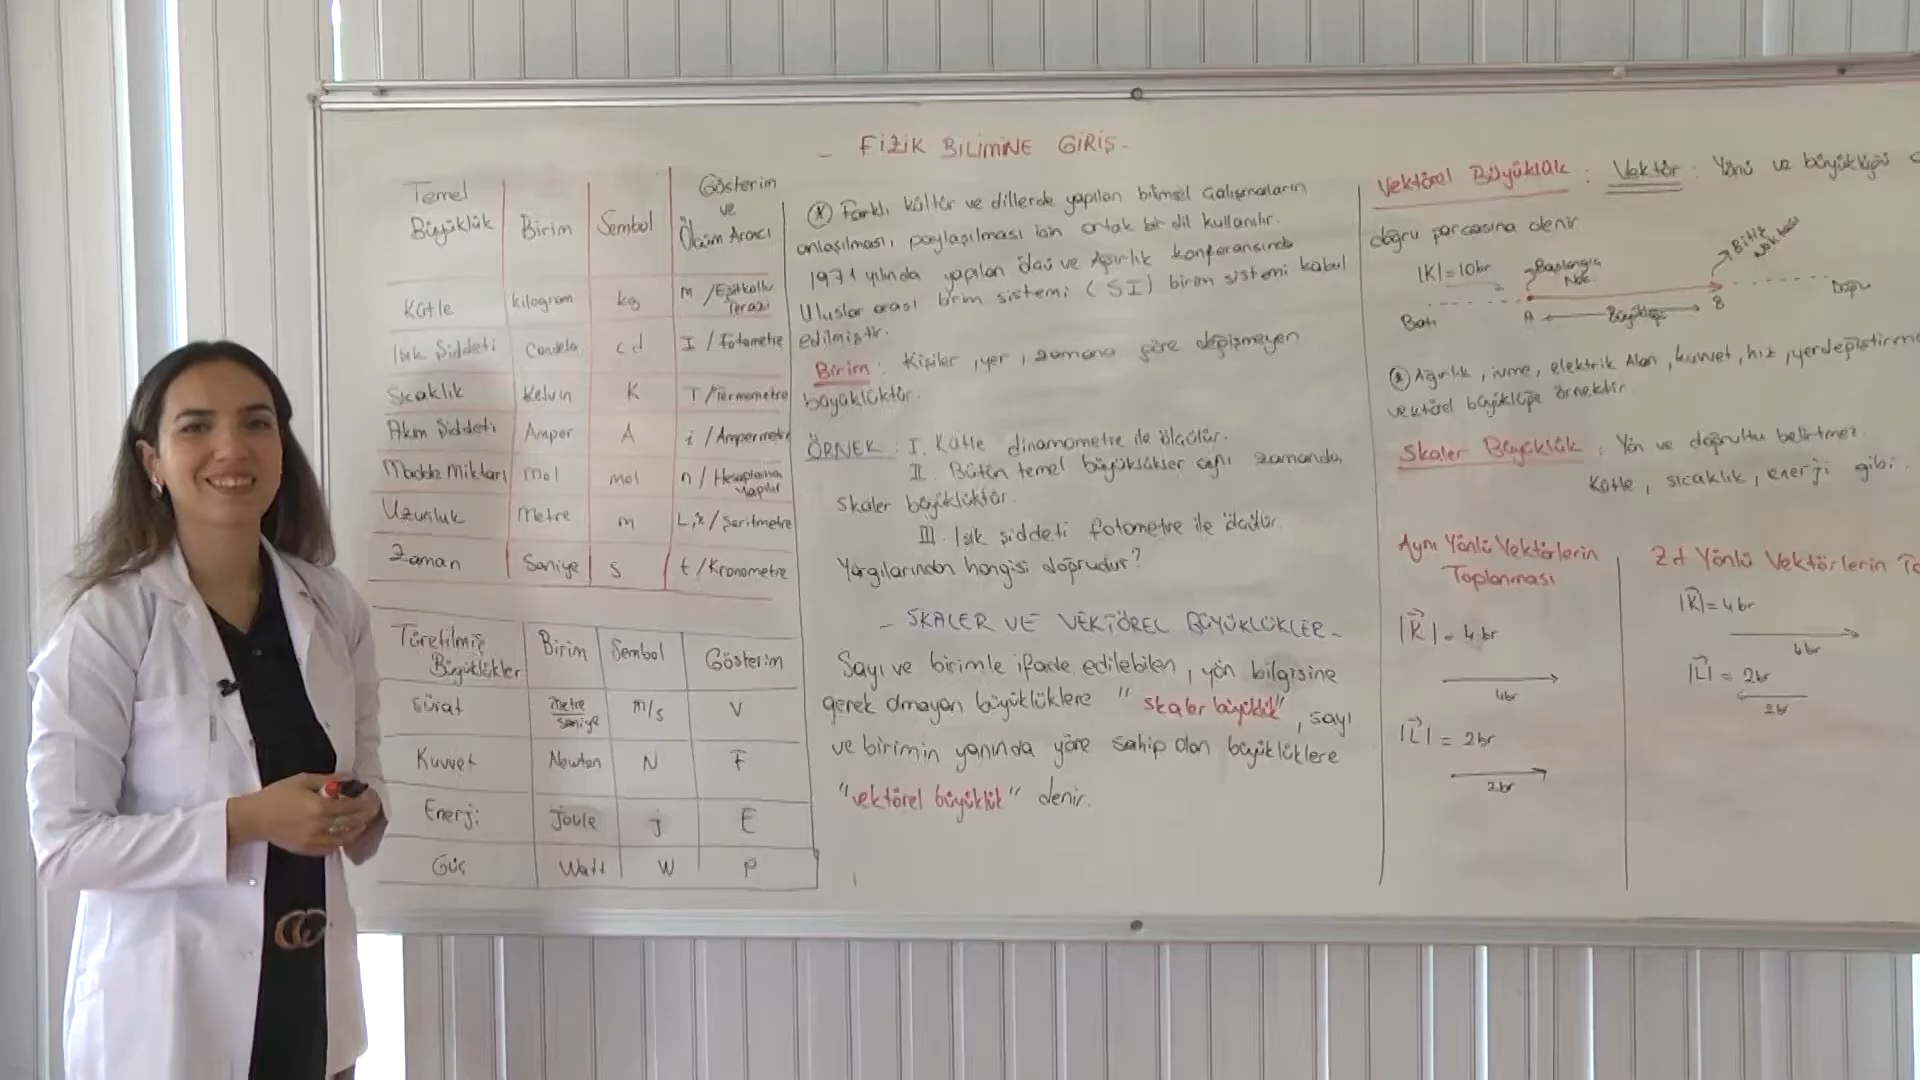 - FİZİK BİLİMİNE GİRİŞ -
Temel Büyüklük Birim Sembol Gösterim ve Ölçüm Aracı
Kütle kilogram kg m / Eşitkollu Terazi
Işık Şiddeti Candela cd I / Fotometre
Sıcaklık Kelvin K T / Termometre
Akım Şiddeti Amper A i / Ampermetre
Madde Miktarı mol mol n / Hesaplama Yapılır
Uzunluk Metre m L,x / Şeritmetre
Zaman Saniye s t / Kronometre
Türetilmiş Büyüklükler Birim Sembol Gösterim
Sürat metre/saniye m/s V
Kuvvet Newton N F
Enerji joule j E
Güç Watt W P
Farklı kültür ve dillerde yapılan bilimsel çalışmaların
anlaşılması, paylaşılması için ortak bir dil kullanılır.
1971 yılında yapılan ölçü ve Ağırlık konferansında
Uluslar arası birim sistemi (SI) birim sistemi kabul
edilmiştir.
Birim: Kişiler, yer, zamana göre değişmeyen
büyüklüktür.
ÖRNEK: I. Kütle dinamometre ile ölçülür.
II. Bütün temel büyüklükler aynı zamanda,
Skaler büyüklüktür.
III. Işık şiddeti fotometre ile ölçülür
Yargılarından hangisi doğrudur?
- SKALER VE VEKTÖREL BÜYÜKLÜKLER -
Sayı ve birimle ifade edilebilen, yön bilgisine
gerek olmayan büyüklüklere "skaler büyüklük", sayı
ve birimin yanında yöne sahip olan büyüklüklere
"vektörel büyüklük" denir.
Vektörel Büyüklük : Vektör : Yönü ve büyüklüğü
doğru parçasına denir
|K|=10br Başlangıç Nok. Bitiş Noktası
Batı A Büyüklüğü B Doğu
Ağırlık, ivme, elektrik Alan, kuvvet, hız, yerdeğiştirme
vektörel büyüklüğe örnektir
Skaler Büyüklük : Yön ve doğrultu belirtmez.
Kütle, sıcaklık, enerji gibi.
Aynı Yönlü Vektörlerin
Toplanması
|K| = 4br
4br
|L| = 2br
2br
Zıt Yönlü Vektörlerin
|K|=4br
4br
|L| = 2br
2br